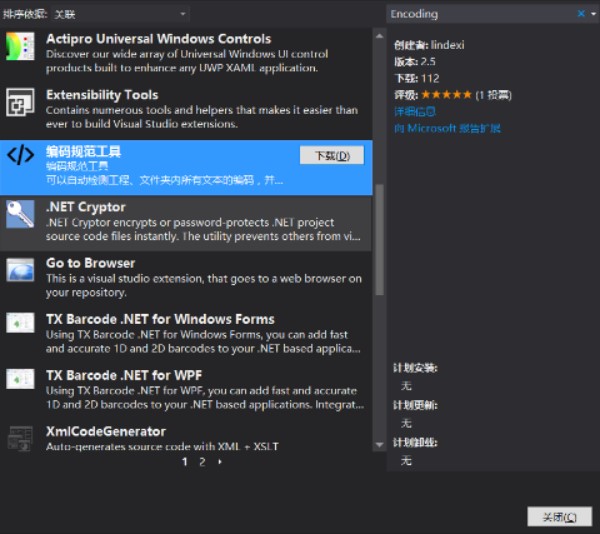 排序依据: 关联
Encoding
Actipro Universal Windows Controls
Discover our wide array of Universal Windows UI control
products built to enhance any UWP XAML application.
Extensibility Tools
Contains numerous tools and helpers that makes it easier than
ever to build Visual Studio extensions.
编码规范工具
下载(D)
编码规范工具
可以自动检测工程、文件夹内所有文本的编码，并...
.NET Cryptor
.NET Cryptor encrypts or password-protects .NET project
source code files instantly. The utility prevents others from vi...
Go to Browser
This is a visual studio extension, that goes to a web browser on
your repository.
TX Barcode .NET for Windows Forms
Using TX Barcode .NET for Windows Forms, you can add fast
and accurate 1D and 2D barcodes to your .NET based applica...
TX Barcode .NET for WPF
Using TX Barcode .NET for WPF, you can add fast and accurate
1D and 2D barcodes to your .NET based applications. Integrat...
XmlCodeGenerator
Auto-generates source code with XML + XSLT
1 2
创建者: lindexi
版本: 2.5
下载: 112
评级: ★★★★★ (1 投票)
详细信息
向 Microsoft 报告扩展
计划安装:
无
计划更新:
无
计划卸载:
无
关闭(C)